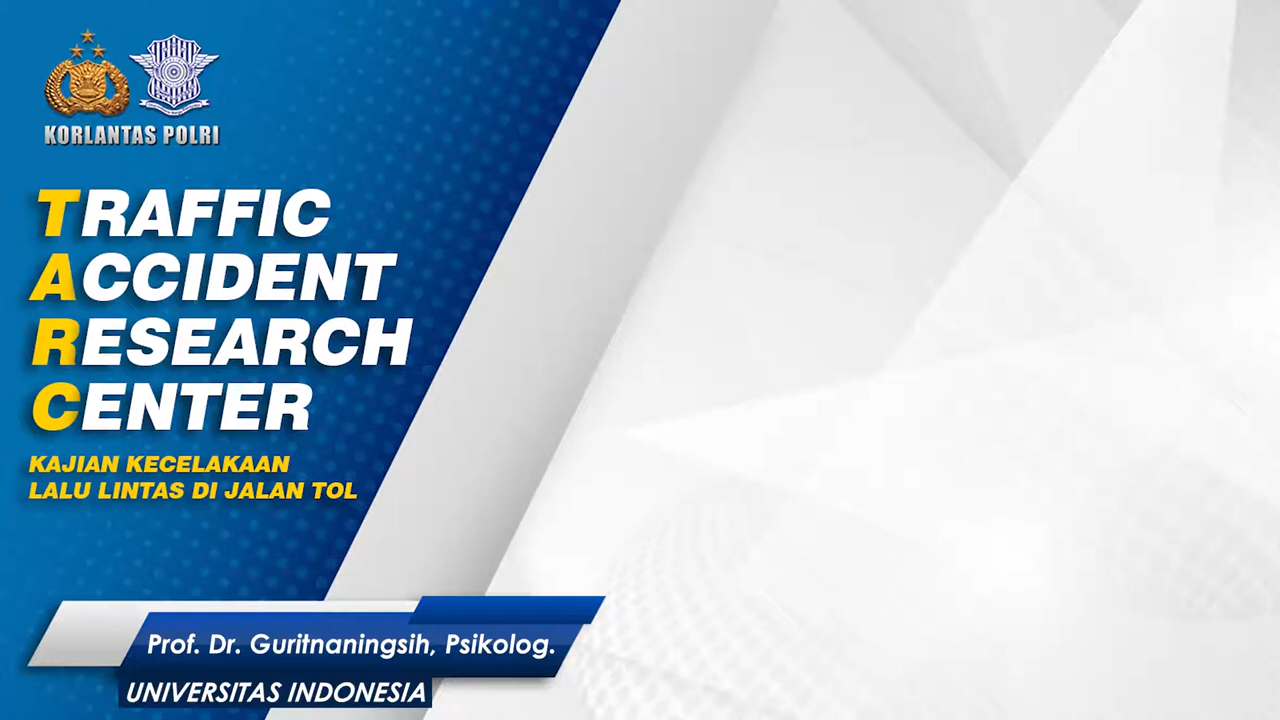 KORLANTAS POLRI
TRAFFIC
ACCIDENT
RESEARCH
CENTER
KAJIAN KECELAKAAN
LALU LINTAS DI JALAN TOL
Prof. Dr. Guritnaningsih, Psikolog.
UNIVERSITAS INDONESIA